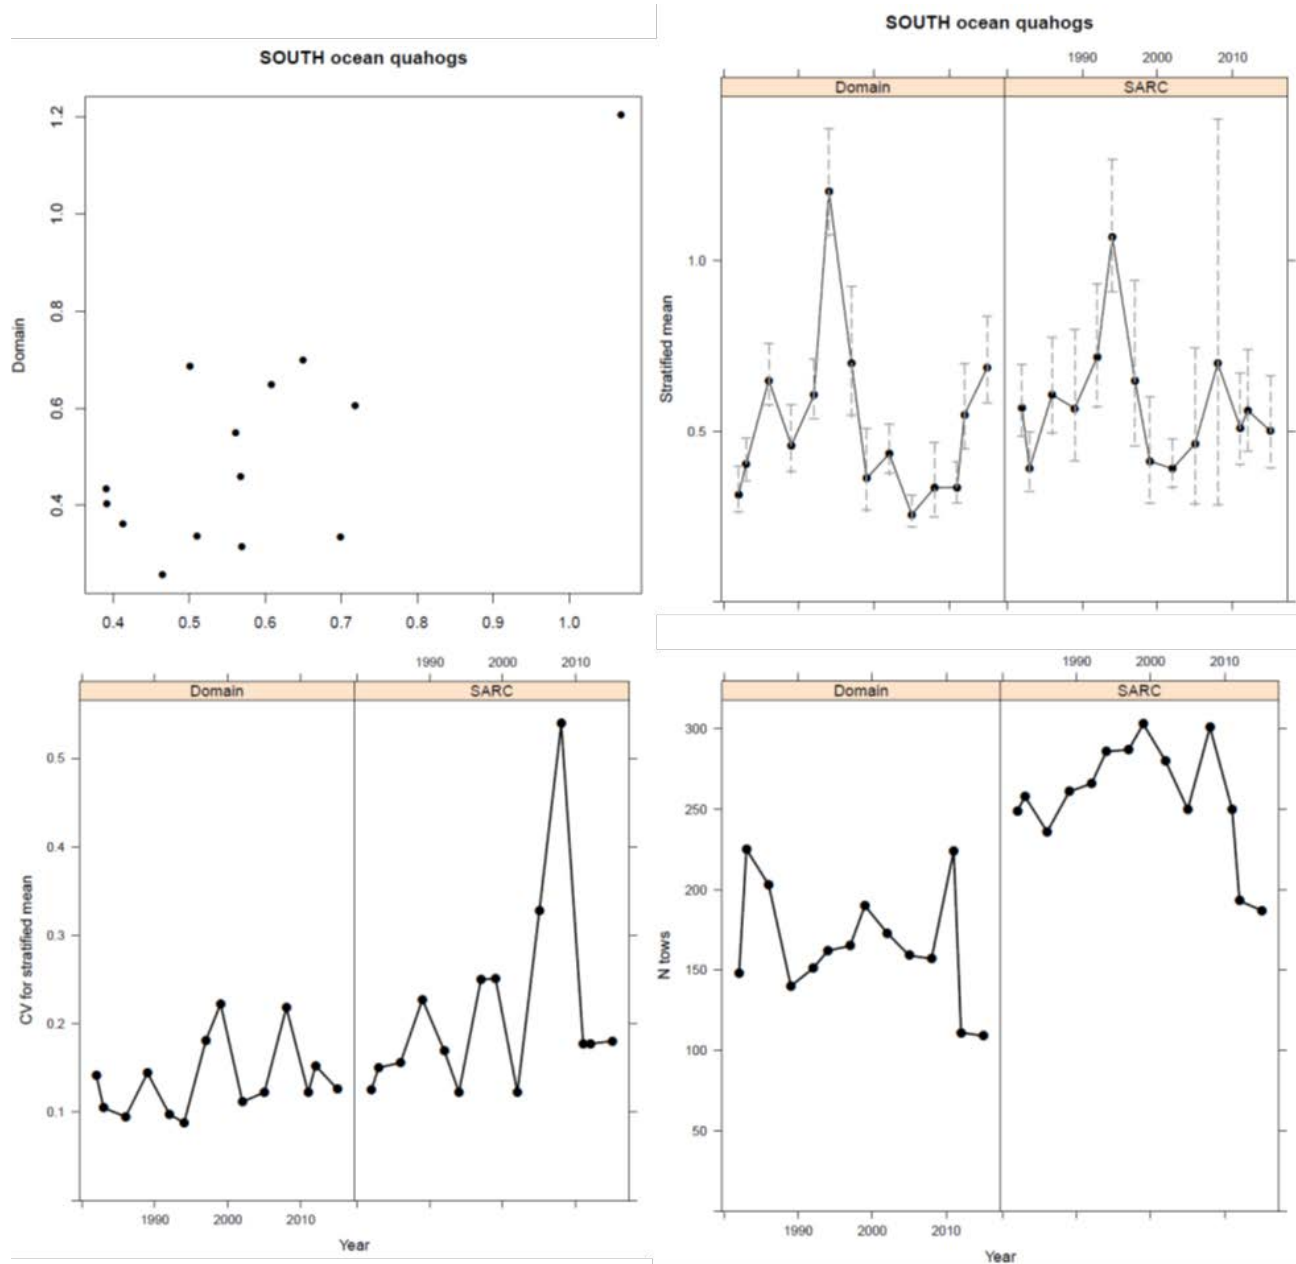 SOUTH ocean quahogs
Domain
1.2
1.0
0.8
0.6
0.4
0.4 0.5 0.6 0.7 0.8 0.9 1.0
SOUTH ocean quahogs
1990 2000 2010
Domain SARC
Stratified mean
1.0
0.5
1990 2000 2010
Domain SARC
CV for stratified mean
0.5
0.4
0.3
0.2
0.1
1990 2000 2010
Year
1990 2000 2010
Domain SARC
N tows
300
250
200
150
100
50
1990 2000 2010
Year